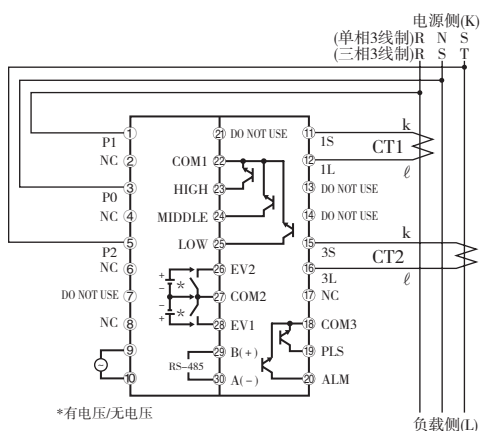 电源侧(K)
(单相3线制)R N S
(三相3线制)R S T
① P1
NC ②
③ P0
NC ④
⑤ P2
NC ⑥
DO NOT USE ⑦
NC ⑧
⑨
~
⑩
㉑ DO NOT USE
COM1 ㉒
HIGH ㉓
MIDDLE ㉔
LOW ㉕
+ − * ㉖ EV2
㉗ COM2
− + * ㉘ EV1
㉙ B(+)
RS-485
㉚ A(−)
⑪ 1S
k
CT1
⑫ 1L
ℓ
⑬ DO NOT USE
⑭ DO NOT USE
⑮ 3S
k
CT2
⑯ 3L
ℓ
⑰ NC
⑱ COM3
⑲ PLS
⑳ ALM
*有电压/无电压
负载侧(L)